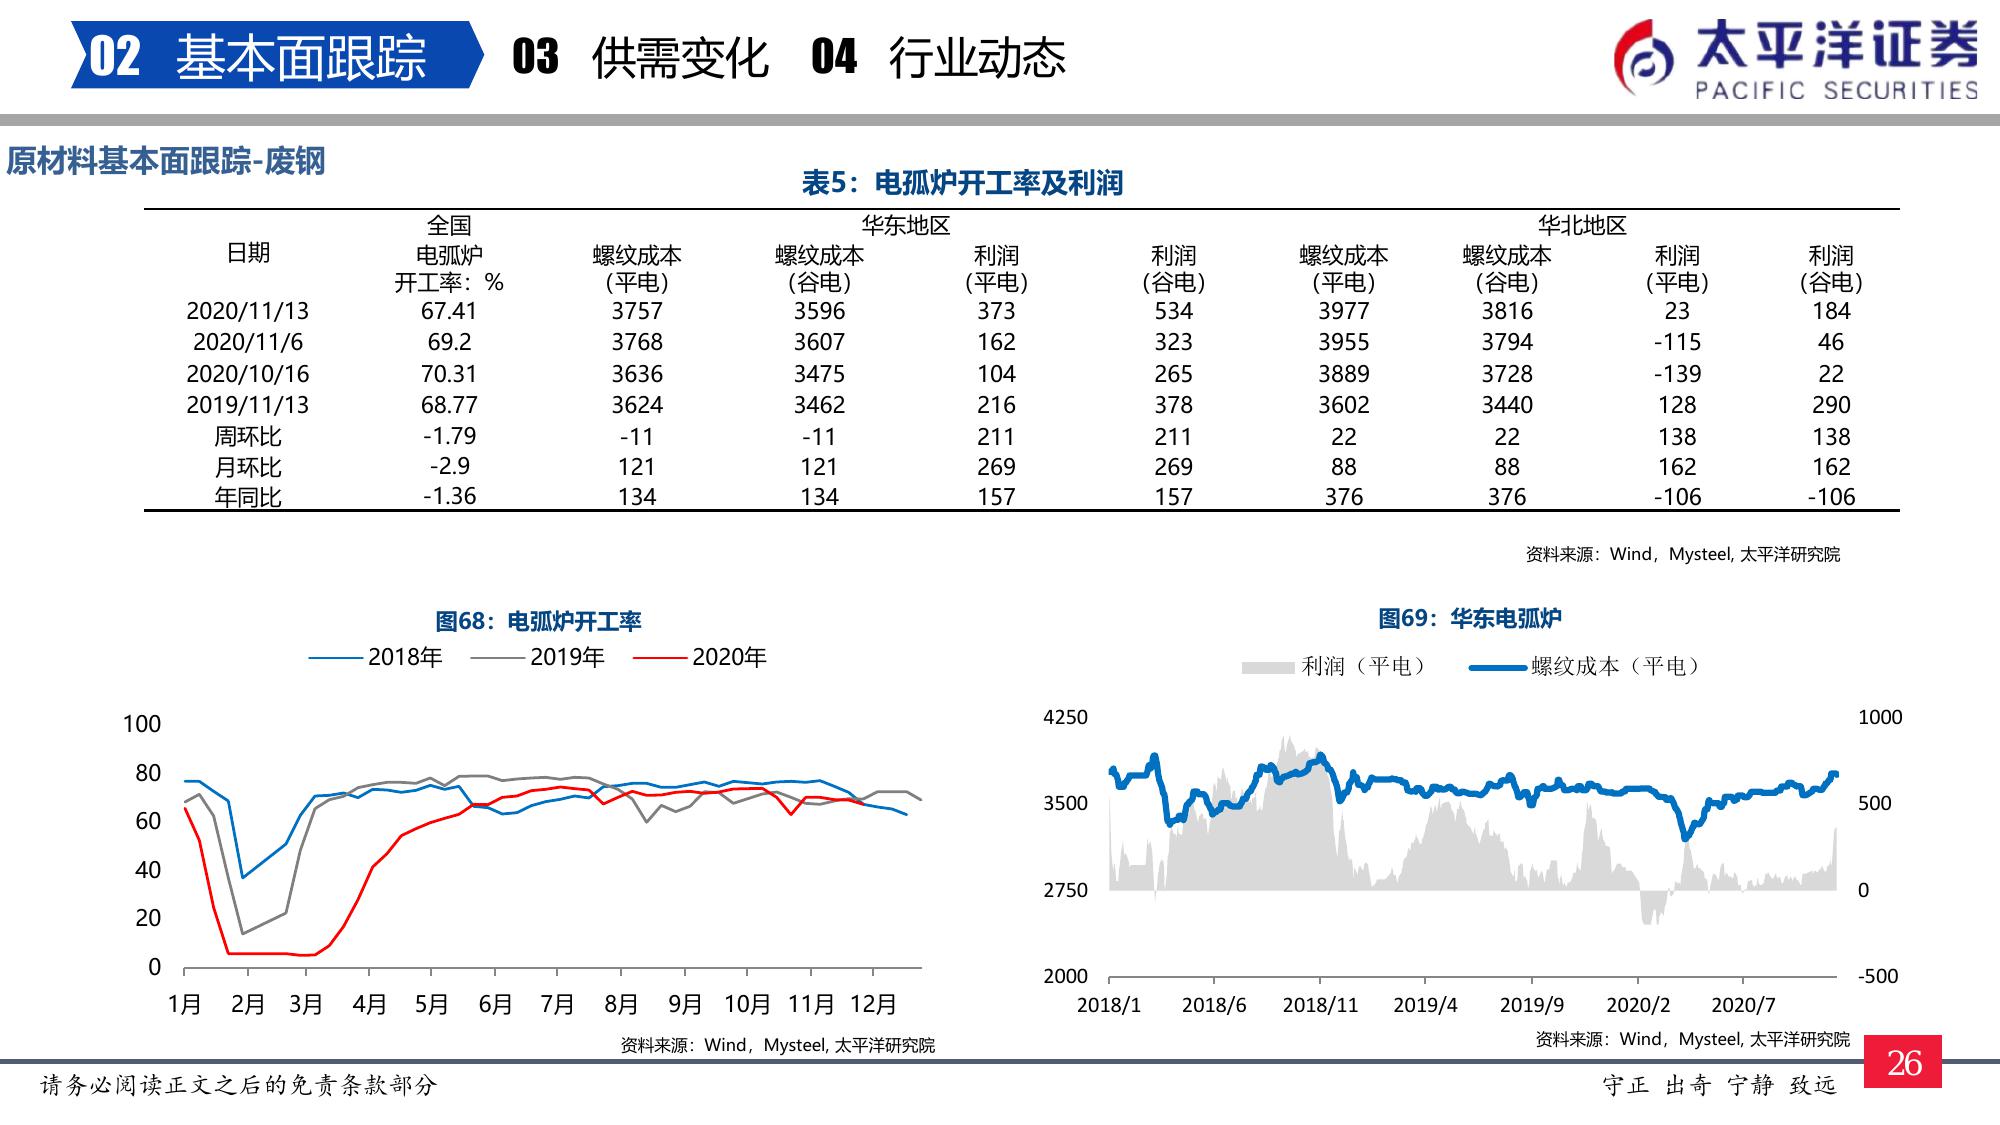 02 基本面跟踪 03 供需变化 04 行业动态
太平洋证券
PACIFIC SECURITIES
原材料基本面跟踪-废钢
表5：电弧炉开工率及利润
全国 华东地区 华北地区
日期 电弧炉 螺纹成本 螺纹成本 利润 利润 螺纹成本 螺纹成本 利润 利润
开工率：% （平电） （谷电） （平电） （谷电） （平电） （谷电） （平电） （谷电）
2020/11/13 67.41 3757 3596 373 534 3977 3816 23 184
2020/11/6 69.2 3768 3607 162 323 3955 3794 -115 46
2020/10/16 70.31 3636 3475 104 265 3889 3728 -139 22
2019/11/13 68.77 3624 3462 216 378 3602 3440 128 290
周环比 -1.79 -11 -11 211 211 22 22 138 138
月环比 -2.9 121 121 269 269 88 88 162 162
年同比 -1.36 134 134 157 157 376 376 -106 -106
资料来源：Wind，Mysteel, 太平洋研究院
图68：电弧炉开工率
2018年 2019年 2020年
100
80
60
40
20
0
1月 2月 3月 4月 5月 6月 7月 8月 9月 10月 11月 12月
资料来源：Wind，Mysteel, 太平洋研究院
图69：华东电弧炉
利润（平电） 螺纹成本（平电）
4250 1000
3500 500
2750 0
2000 -500
2018/1 2018/6 2018/11 2019/4 2019/9 2020/2 2020/7
资料来源：Wind，Mysteel, 太平洋研究院
26
请务必阅读正文之后的免责条款部分
守正 出奇 宁静 致远